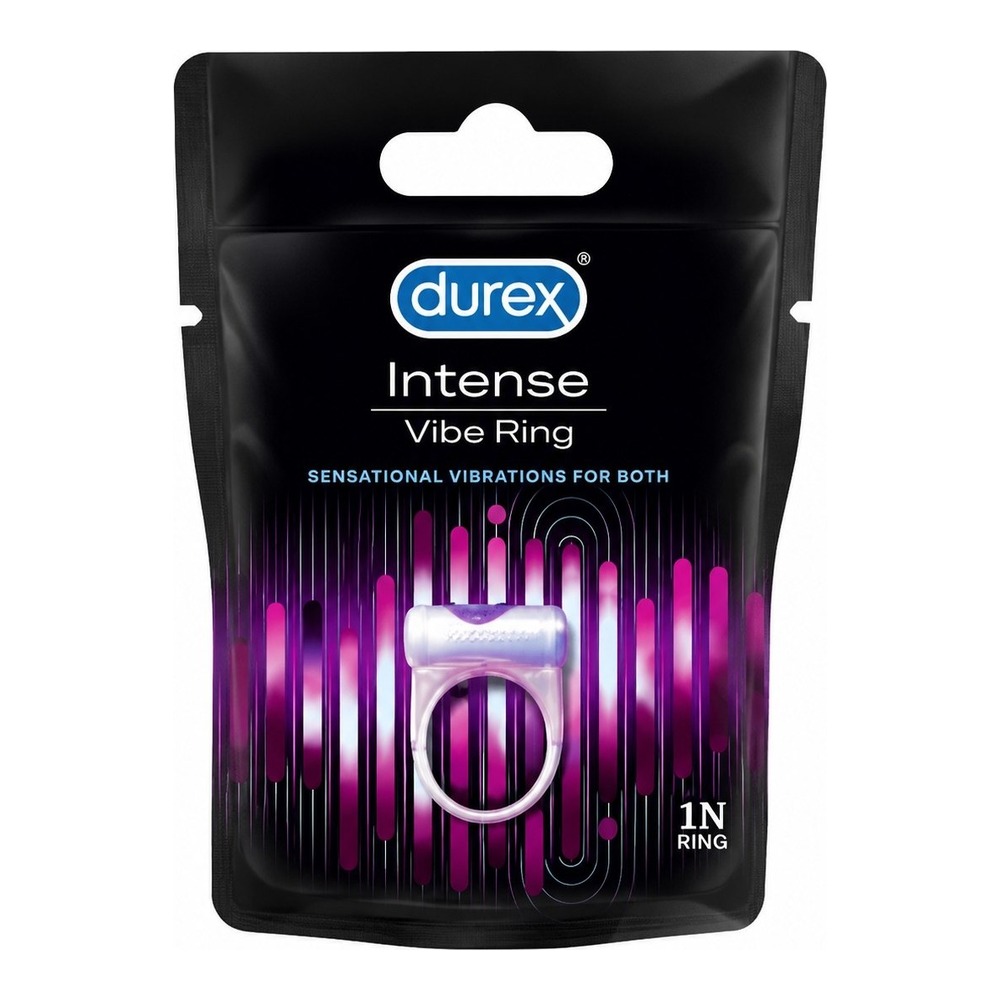 durex®
Intense
Vibe Ring
SENSATIONAL VIBRATIONS FOR BOTH
1N
RING